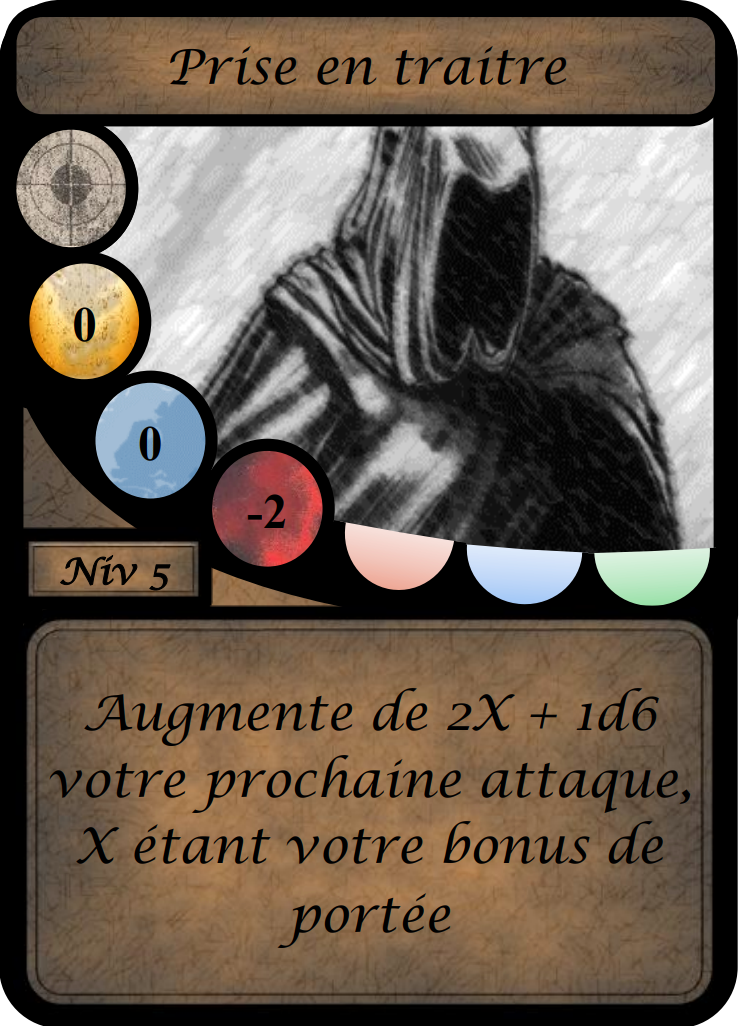 Prise en traitre
0
0
-2
Niv 5
Augmente de 2X + 1d6
votre prochaine attaque,
X étant votre bonus de
portée